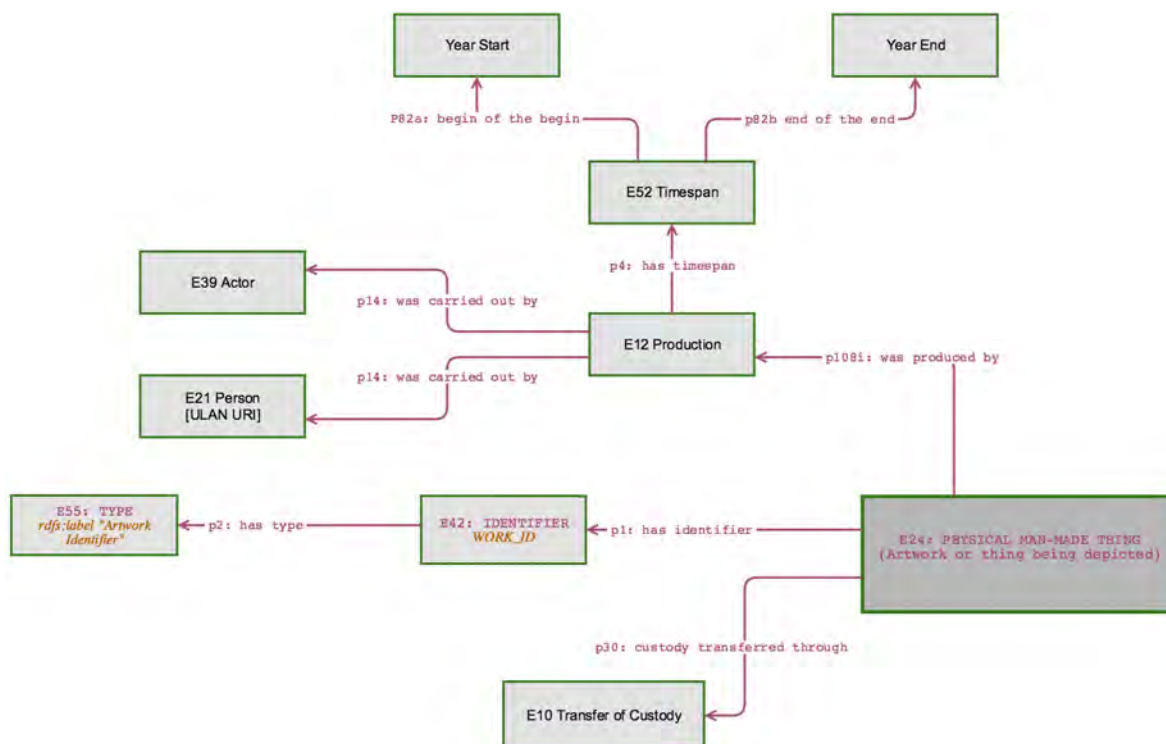 Year Start
Year End
P82a: begin of the begin
p82b end of the end
E52 Timespan
p4: has timespan
E39 Actor
p14: was carried out by
E12 Production
p108i: was produced by
p14: was carried out by
E21 Person
[ULAN URI]
E55: TYPE
rdfs:label "Artwork
Identifier"
p2: has type
E42: IDENTIFIER
WORK_ID
p1: has identifier
E24: PHYSICAL MAN-MADE THING
(Artwork or thing being depicted)
p30: custody transferred through
E10 Transfer of Custody